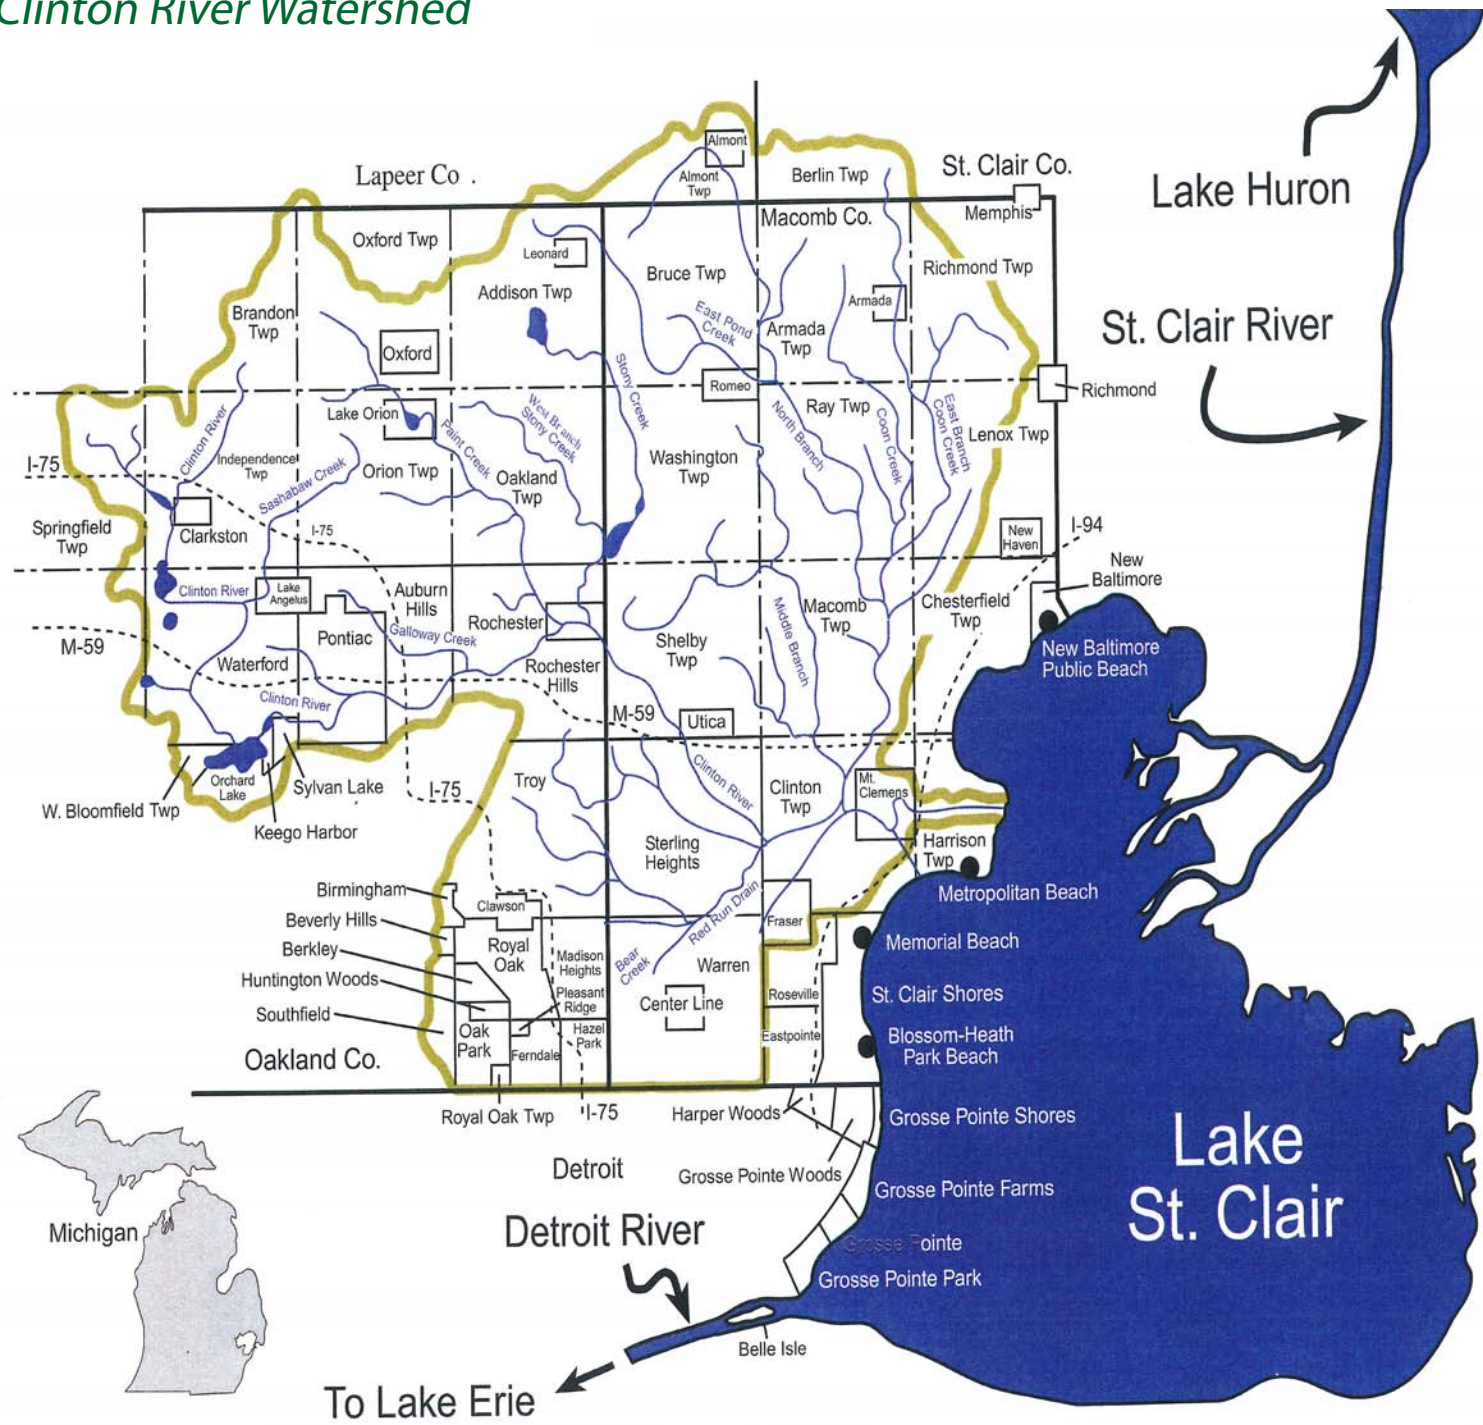 Clinton River Watershed
Lapeer Co .
Almont
Almont
Twp
Berlin Twp
St. Clair Co.
Memphis
Macomb Co.
Lake Huron
Oxford Twp
Leonard
Addison Twp
Bruce Twp
Richmond Twp
Armada
Brandon
Twp
East Pond
Creek
Armada
Twp
St. Clair River
Oxford
Stony Creek
Romeo
Richmond
Lake Orion
Clinton River
Paint Creek
West Branch
Stony Creek
North Branch
Ray Twp
Coon Creek
East Branch
Coon Creek
Lenox Twp
I-75
Independence
Twp
Sashabaw Creek
Orion Twp
Oakland
Twp
Washington
Twp
Springfield
Twp
Clarkston
I-75
New
Haven
I-94
New
Baltimore
Clinton River
Lake
Angelus
Auburn
Hills
Rochester
Middle Branch
Macomb
Twp
Chesterfield
Twp
M-59
Pontiac
Galloway Creek
Shelby
Twp
New Baltimore
Public Beach
Waterford
Rochester
Hills
Clinton River
M-59
Utica
Orchard
Lake
Sylvan Lake
W. Bloomfield Twp
Keego Harbor
I-75
Troy
Clinton River
Clinton
Twp
Mt.
Clemens
Sterling
Heights
Harrison
Twp
Metropolitan Beach
Birmingham
Beverly Hills
Berkley
Huntington Woods
Southfield
Clawson
Royal
Oak
Madison
Heights
Bear
Creek
Red Run Drain
Fraser
Memorial Beach
Warren
Pleasant
Ridge
Center Line
Roseville
St. Clair Shores
Oak
Park
Ferndale
Hazel
Park
Eastpointe
Blossom-Heath
Park Beach
Oakland Co.
Royal Oak Twp
I-75
Harper Woods
Grosse Pointe Shores
Lake
St. Clair
Detroit
Grosse Pointe Woods
Grosse Pointe Farms
Michigan
Detroit River
Grosse Pointe
Grosse Pointe Park
Belle Isle
To Lake Erie